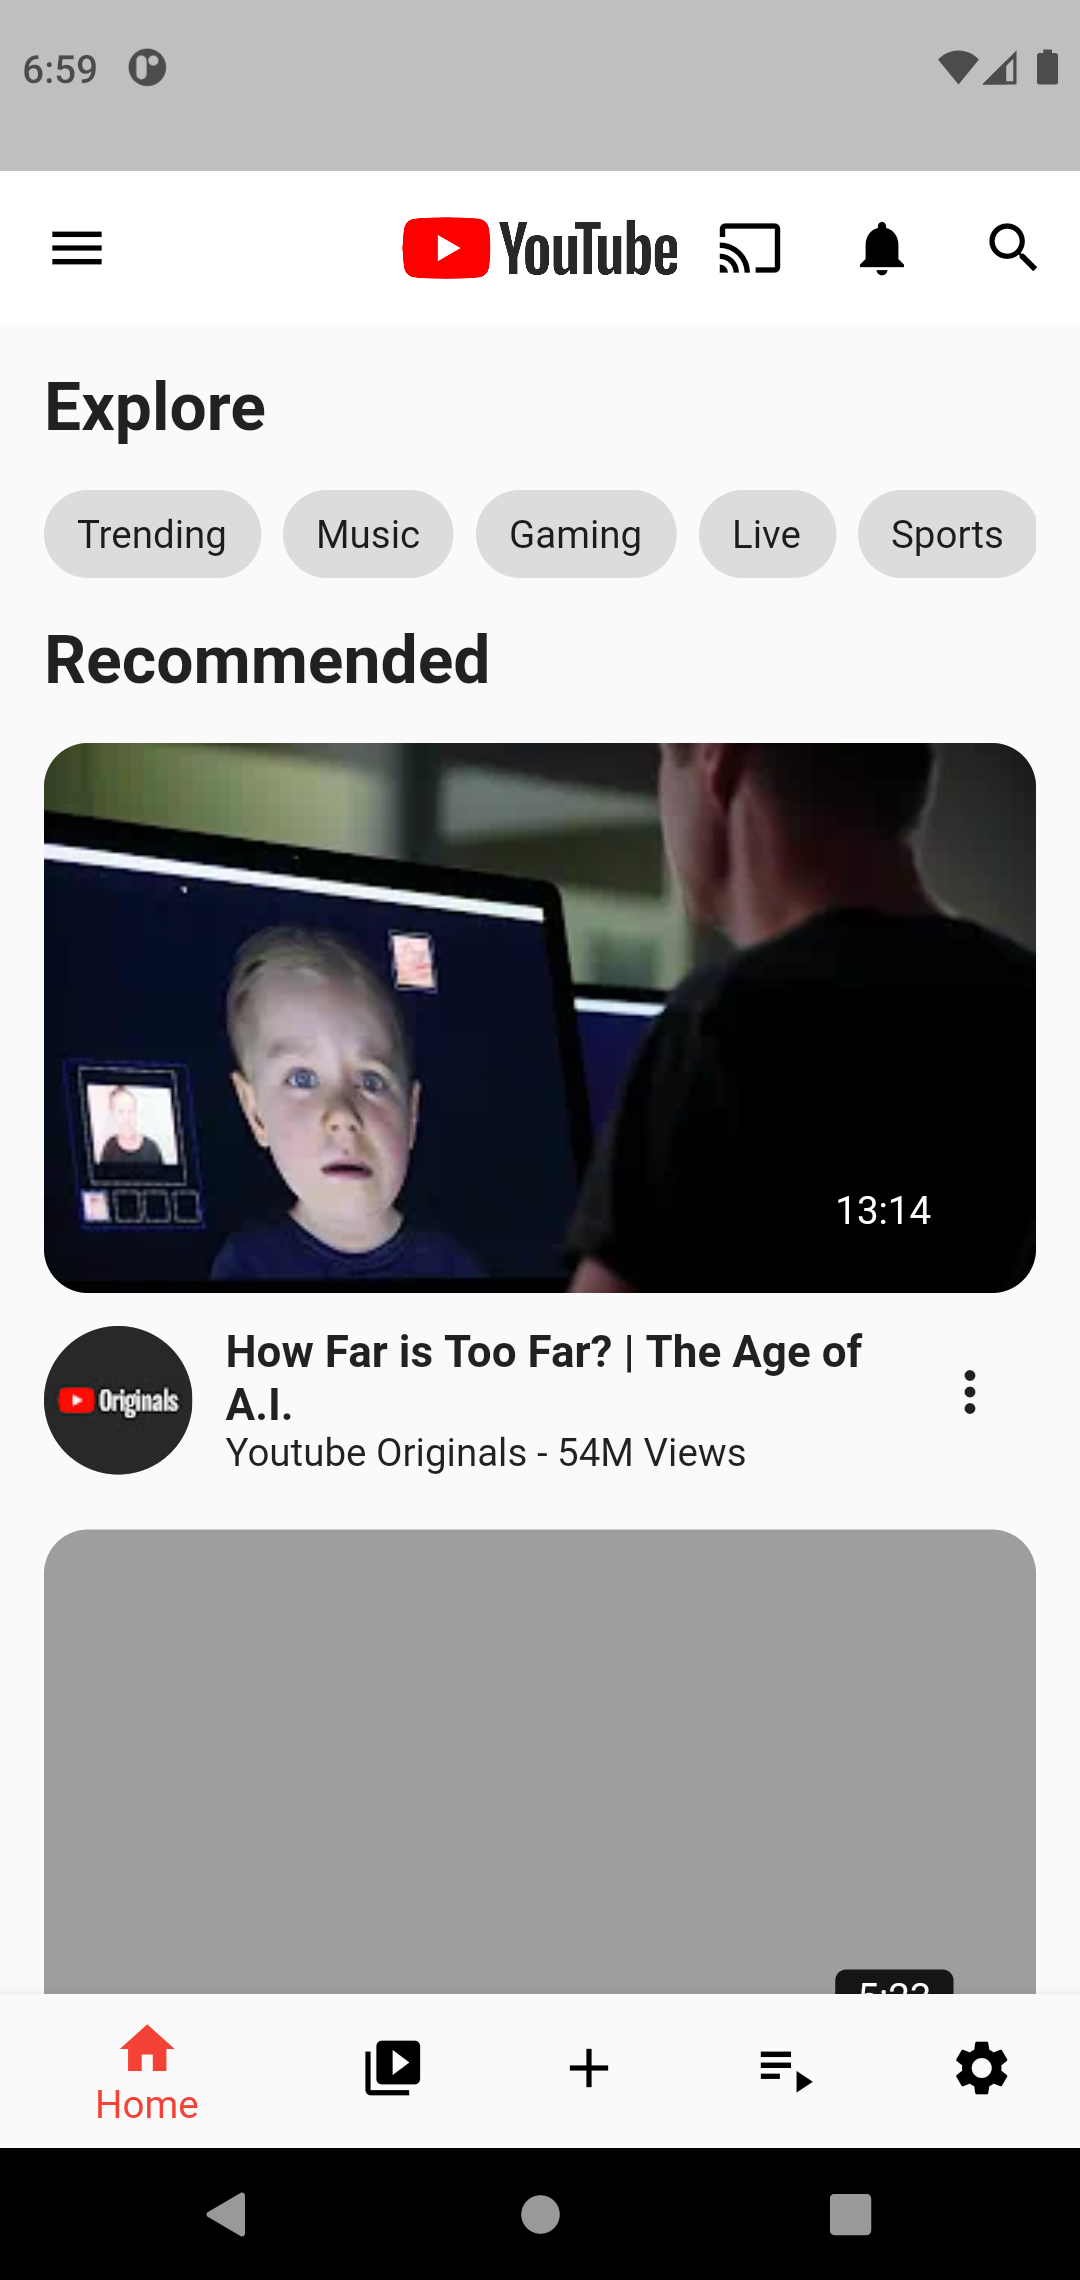 6:59
YouTube
Explore
Trending Music Gaming Live Sports
Recommended
13:14
Originals
How Far is Too Far? | The Age of
A.I.
Youtube Originals - 54M Views
Home